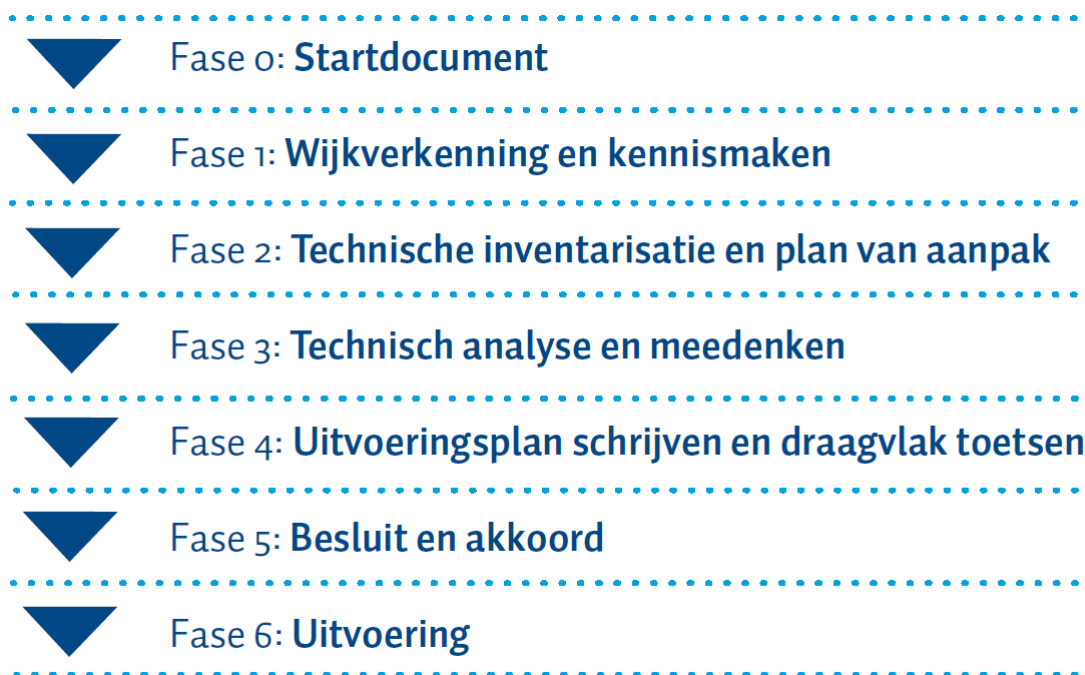 Fase 0: Startdocument
Fase 1: Wijkverkenning en kennismaken
Fase 2: Technische inventarisatie en plan van aanpak
Fase 3: Technisch analyse en meedenken
Fase 4: Uitvoeringsplan schrijven en draagvlak toetsen
Fase 5: Besluit en akkoord
Fase 6: Uitvoering